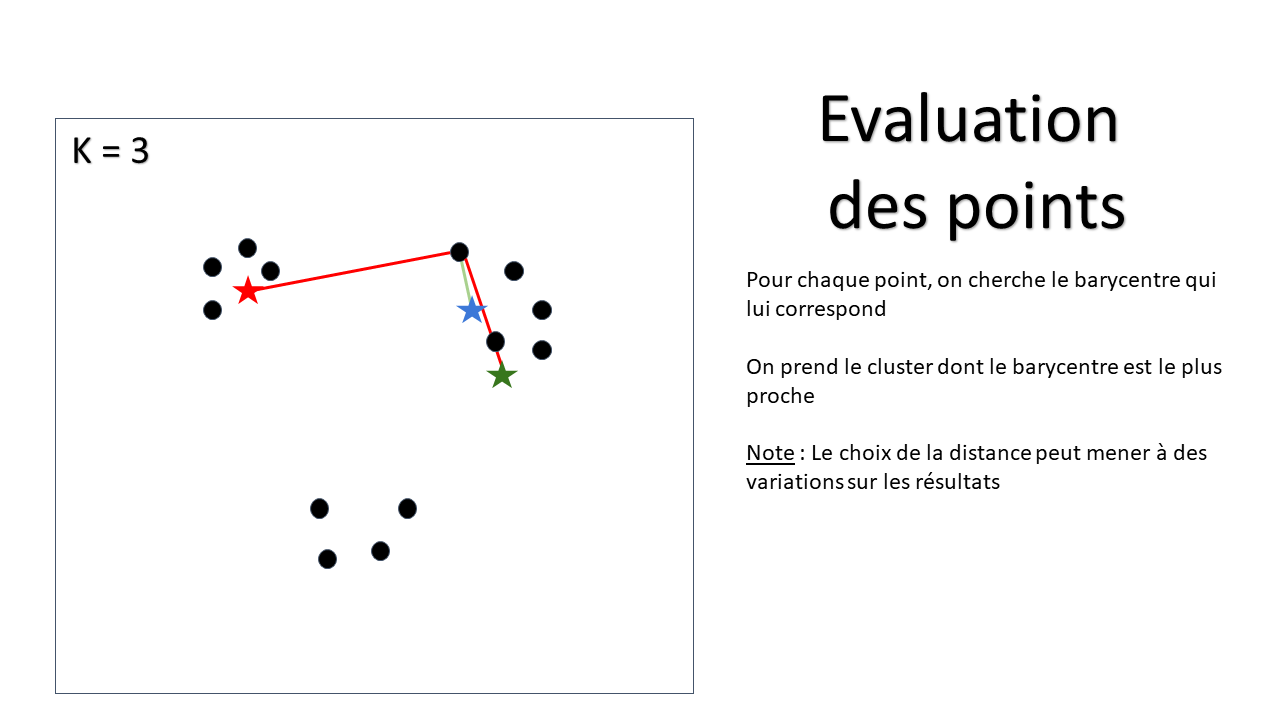 K = 3
Evaluation
des points
Pour chaque point, on cherche le barycentre qui
lui correspond
On prend le cluster dont le barycentre est le plus
proche
Note : Le choix de la distance peut mener à des
variations sur les résultats